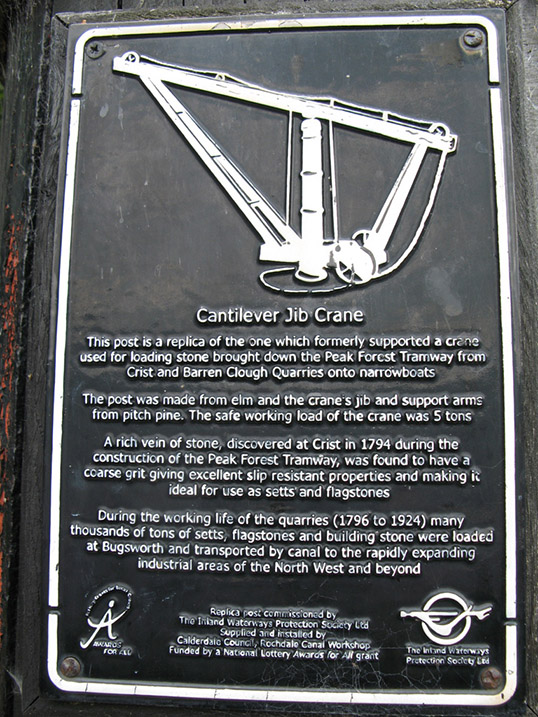 Cantilever Jib Crane
This post is a replica of the one which formerly supported a crane
used for loading stone brought down the Peak Forest Tramway from
Crist and Barren Clough Quarries onto narrowboats
The post was made from elm and the crane's jib and support arms
from pitch pine. The safe working load of the crane was 5 tons
A rich vein of stone, discovered at Crist in 1794 during the
construction of the Peak Forest Tramway, was found to have a
coarse grit giving excellent slip resistant properties and making it
ideal for use as setts and flagstones
During the working life of the quarries (1796 to 1924) many
thousands of tons of setts, flagstones and building stone were loaded
at Bugsworth and transported by canal to the rapidly expanding
industrial areas of the North West and beyond
Replica post commissioned by
The Inland Waterways Protection Society Ltd
Supplied and installed by
Calderdale Council, Rochdale Canal Workshop
Funded by a National Lottery Awards for All grant
AWARDS
FOR ALL
The Inland Waterways
Protection Society Ltd